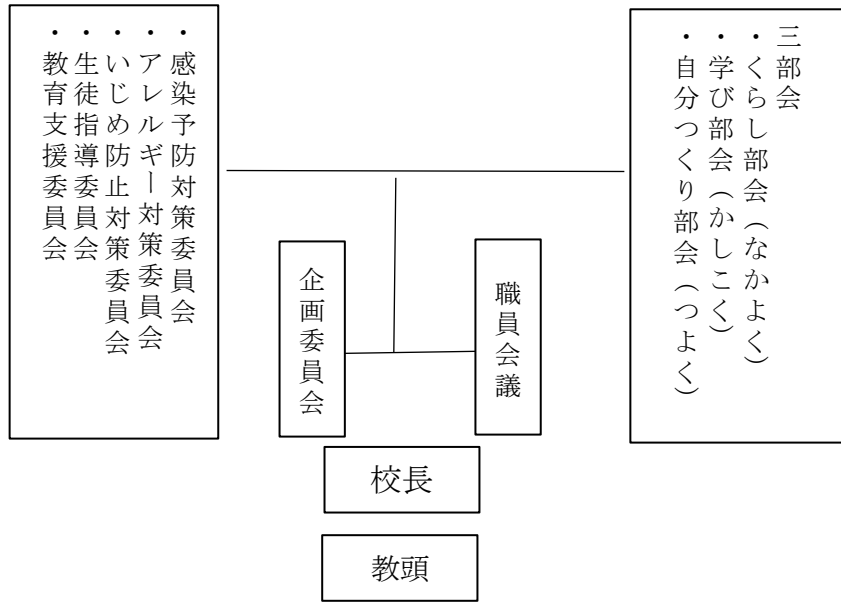 三部会
・くらし部会(なかよく)
・学び部会(かしこく)
・自分つくり部会(つよく)
職員会議
企画委員会
・感染予防対策委員会
・アレルギー対策委員会
・いじめ防止対策委員会
・生徒指導委員会
・教育支援委員会
校長
教頭